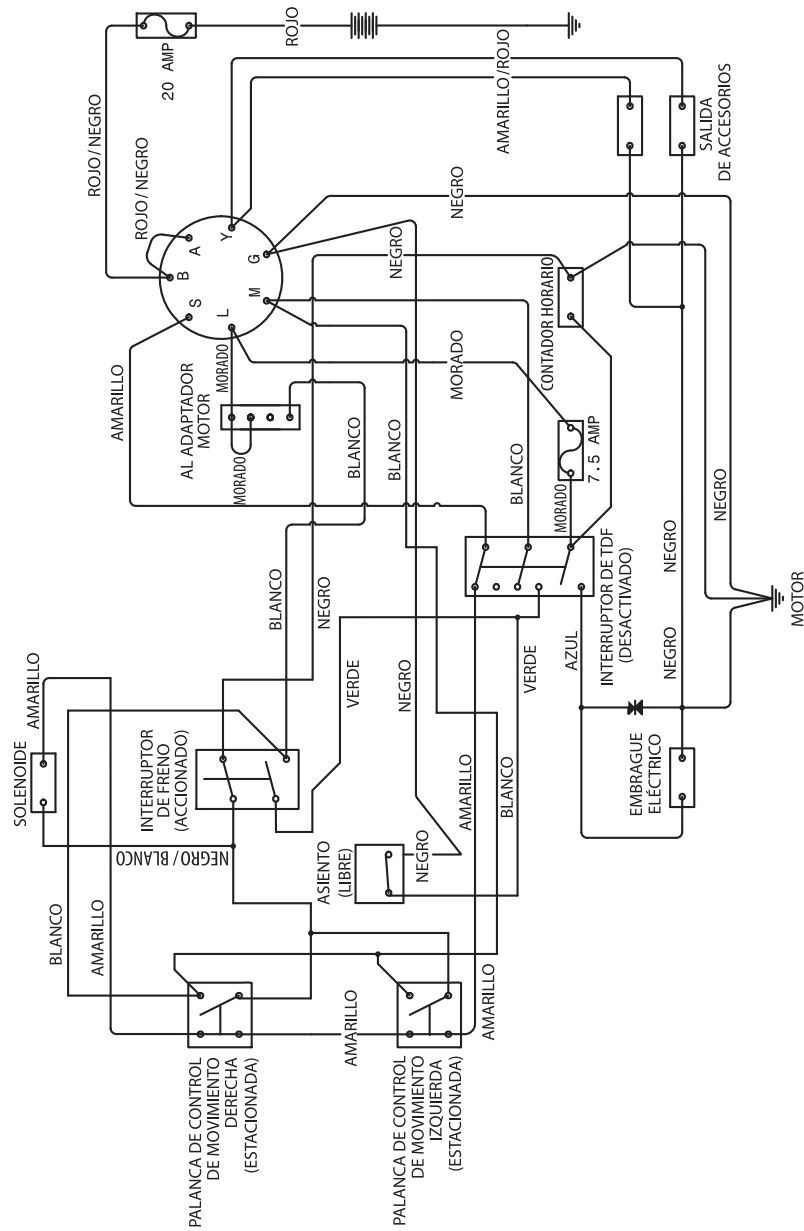 SOLENOIDE
AMARILLO
BLANCO
AMARILLO
NEGRO/BLANCO
INTERRUPTOR
DE FRENO
(ACCIONADO)
BLANCO
NEGRO
VERDE
PALANCA DE CONTROL
DE MOVIMIENTO
DERECHA
(ESTACIONADA)
AMARILLO
PALANCA DE CONTROL
DE MOVIMIENTO
IZQUIERDA
(ESTACIONADA)
AMARILLO
ASIENTO
(LIBRE)
NEGRO
NEGRO
AMARILLO
BLANCO
VERDE
AZUL
INTERRUPTOR DE TDF
(DESACTIVADO)
EMBRAGUE
ELÉCTRICO
NEGRO
NEGRO
NEGRO
MOTOR
AMARILLO
AL ADAPTADOR
MOTOR
MORADO
MORADO
BLANCO
BLANCO
BLANCO
MORADO
MORADO
7.5 AMP
CONTADOR HORARIO
NEGRO
NEGRO
S
B
A
L
Y
M
G
ROJO/NEGRO
ROJO/NEGRO
20 AMP
ROJO
AMARILLO/ROJO
SALIDA
DE ACCESORIOS